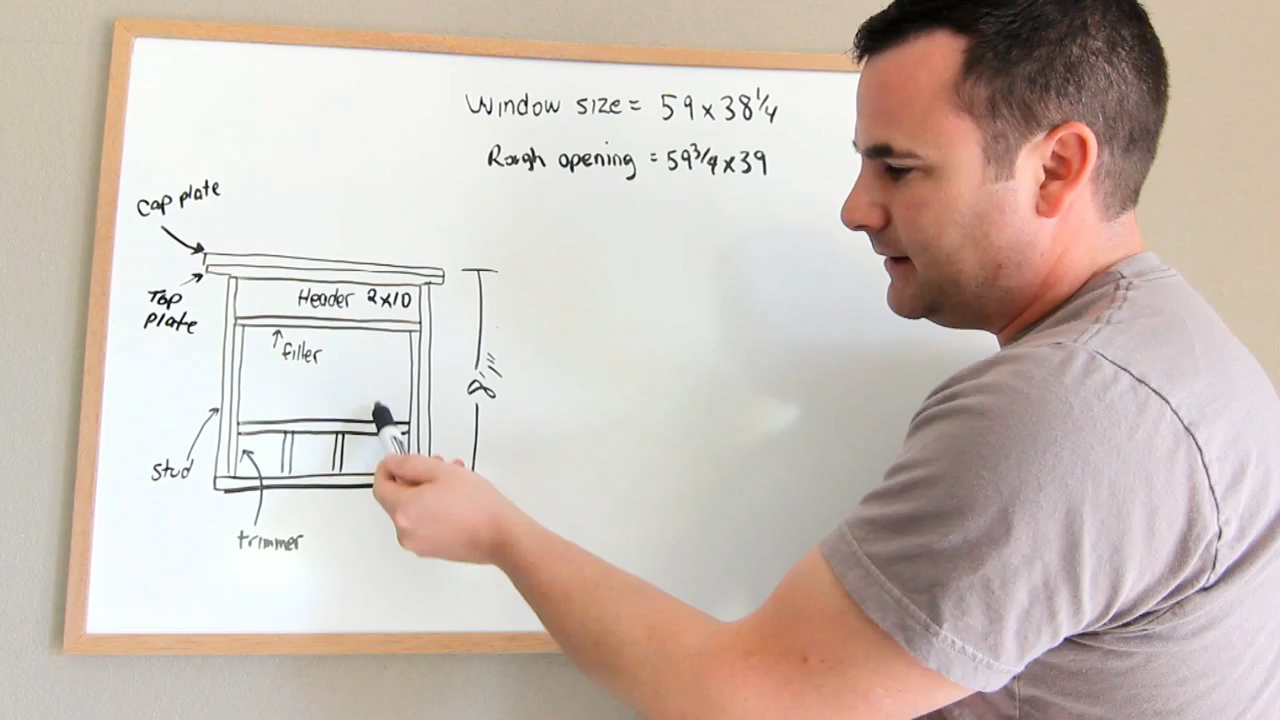 Window size = 59 x 38 1/4
Rough opening = 59 3/4 x 39
Cap plate
Top
plate
Header 2x10
filler
8' 1"
stud
trimmer